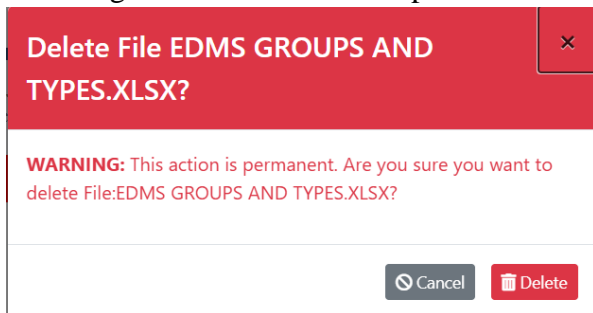 Delete File EDMS GROUPS AND
TYPES.XLSX?
×
WARNING: This action is permanent. Are you sure you want to
delete File:EDMS GROUPS AND TYPES.XLSX?
Cancel
Delete